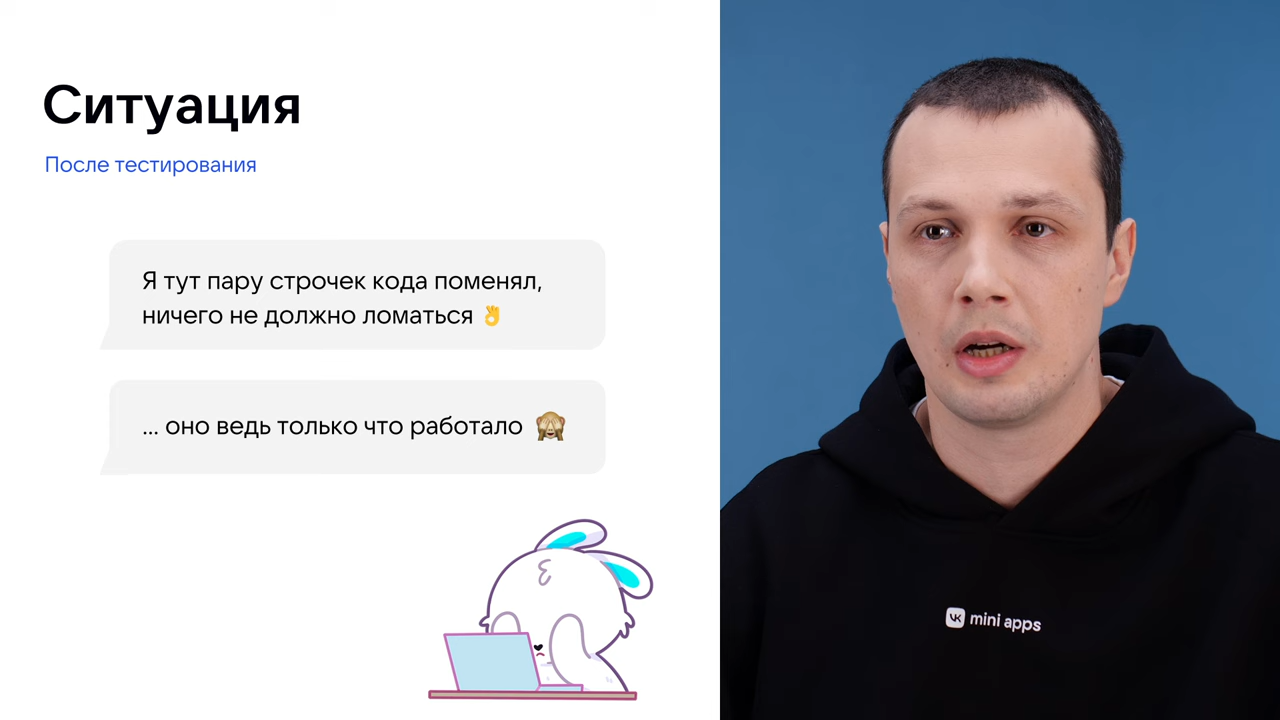 Ситуация
После тестирования
Я тут пару строчек кода поменял,
ничего не должно ломаться 👌
... оно ведь только что работало 🙈
VK mini apps